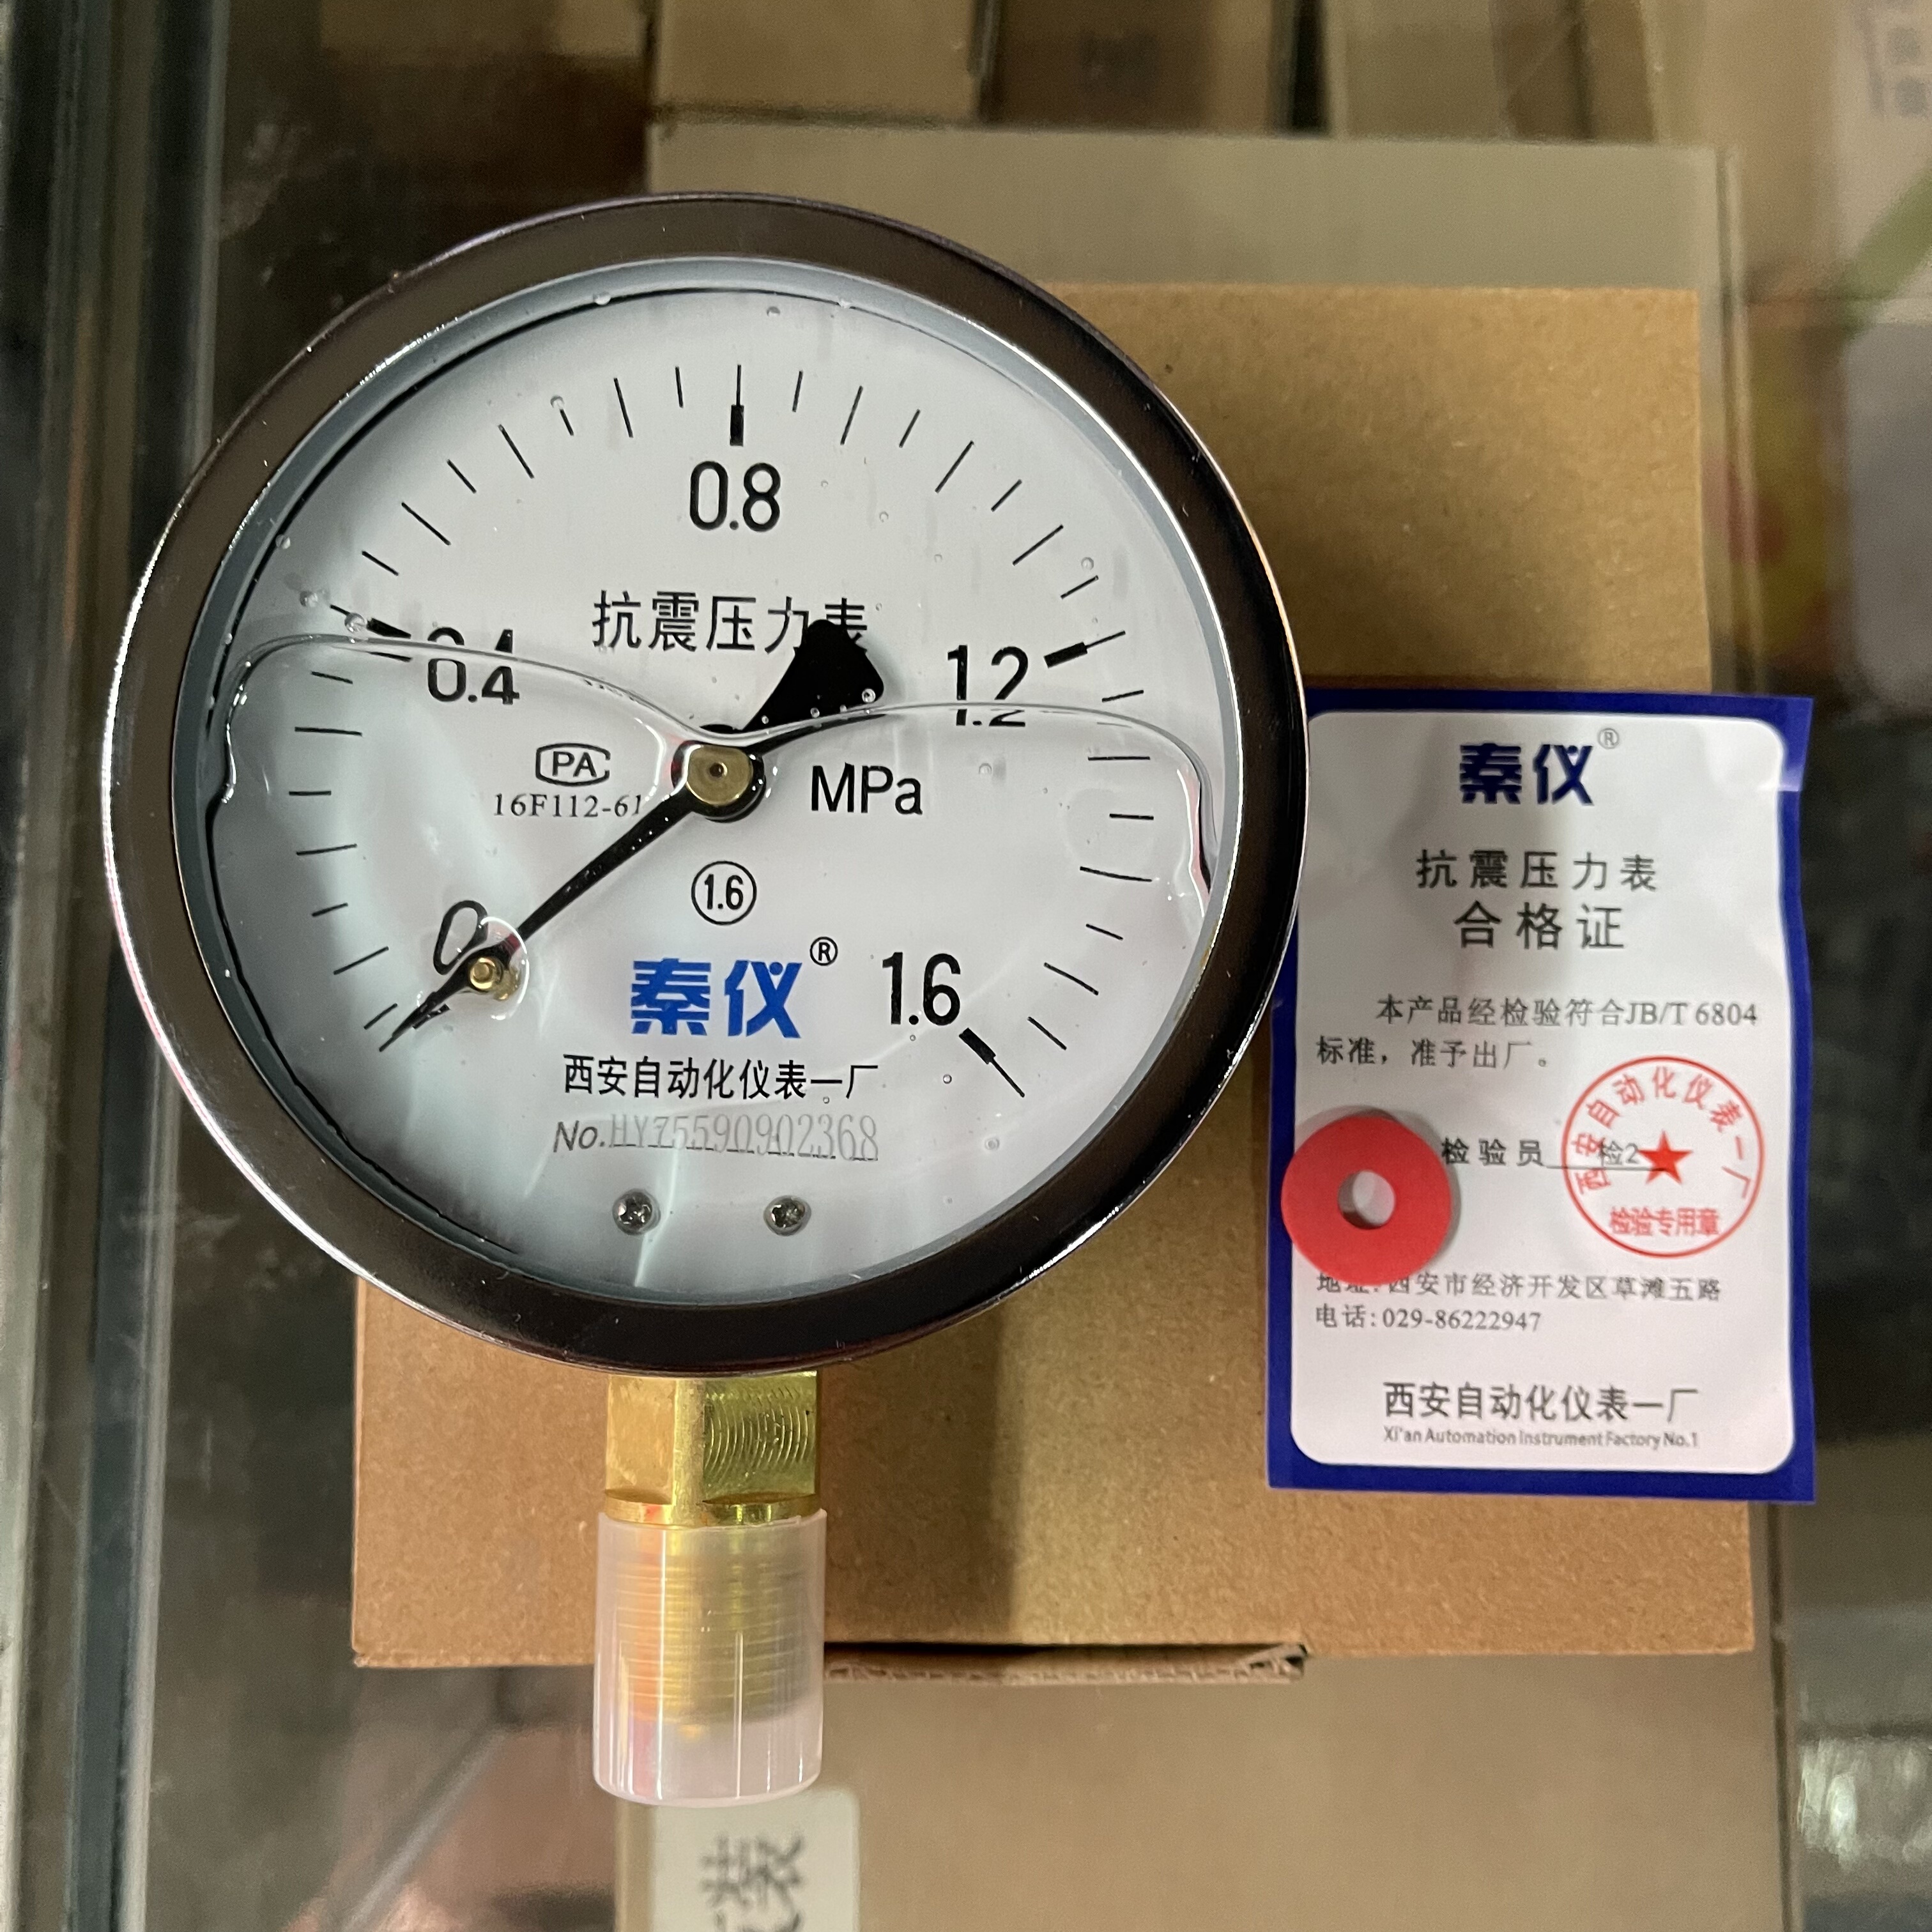 0.8
抗震压力表
0.4
1.2
PA
16F112-61
MPa
1.6
0
秦仪®
1.6
西安自动化仪表一厂
No.HY75590902368
秦仪®
抗震压力表
合格证
本产品经检验符合JB/T 6804
标准，准予出厂。
检验员 检2
西安自动化仪表一厂
检验专用章
地址:西安市经济开发区草滩五路
电话:029-86222947
西安自动化仪表一厂
Xi'an Automation Instrument Factory No.1
装